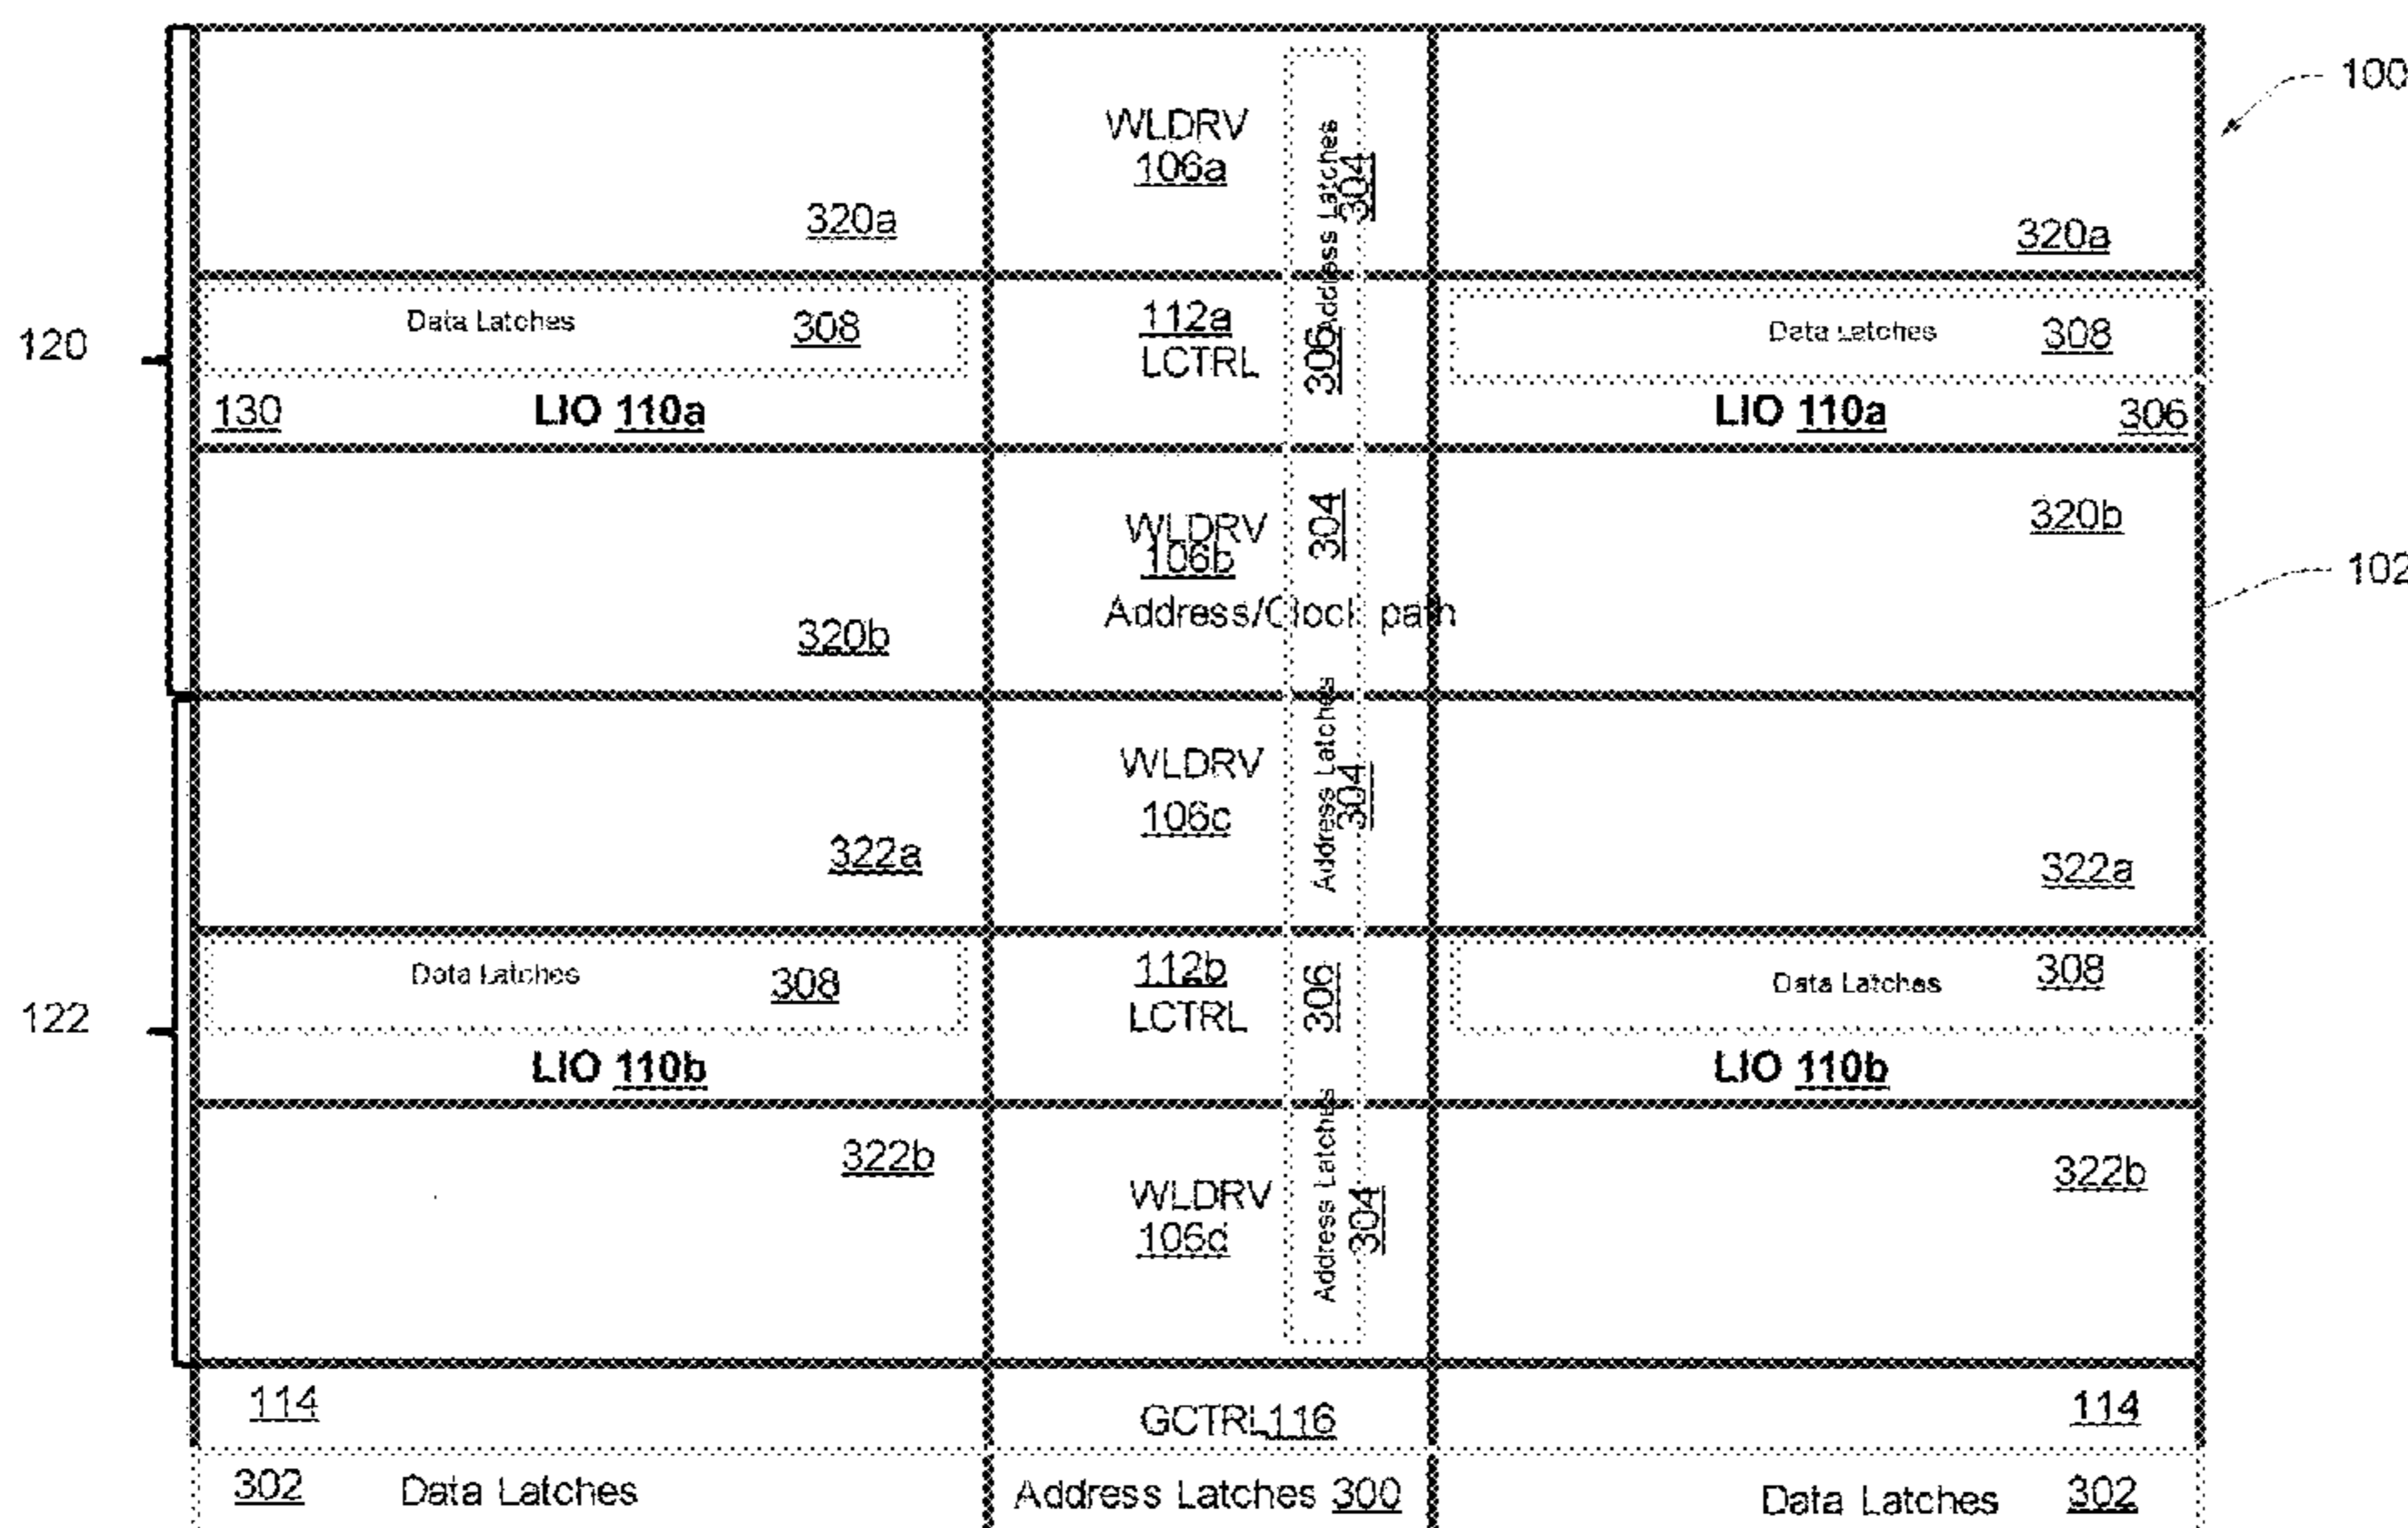 100
WLDRV
106a
Address Latches
304
320a
320a
120
Data Latches 308
112a
LCTRL
306
Data Latches 308
130
LIO 110a
LIO 110a
306
WLDRV
106b
304
320b
102
Address/Clock path
320b
WLDRV
106c
Address Latches
304
322a
322a
122
Data Latches 308
112b
LCTRL
306
Data Latches 308
LIO 110b
LIO 110b
322b
WLDRV
106d
Address Latches
304
322b
114
GCTRL 116
114
302 Data Latches
Address Latches 300
Data Latches 302